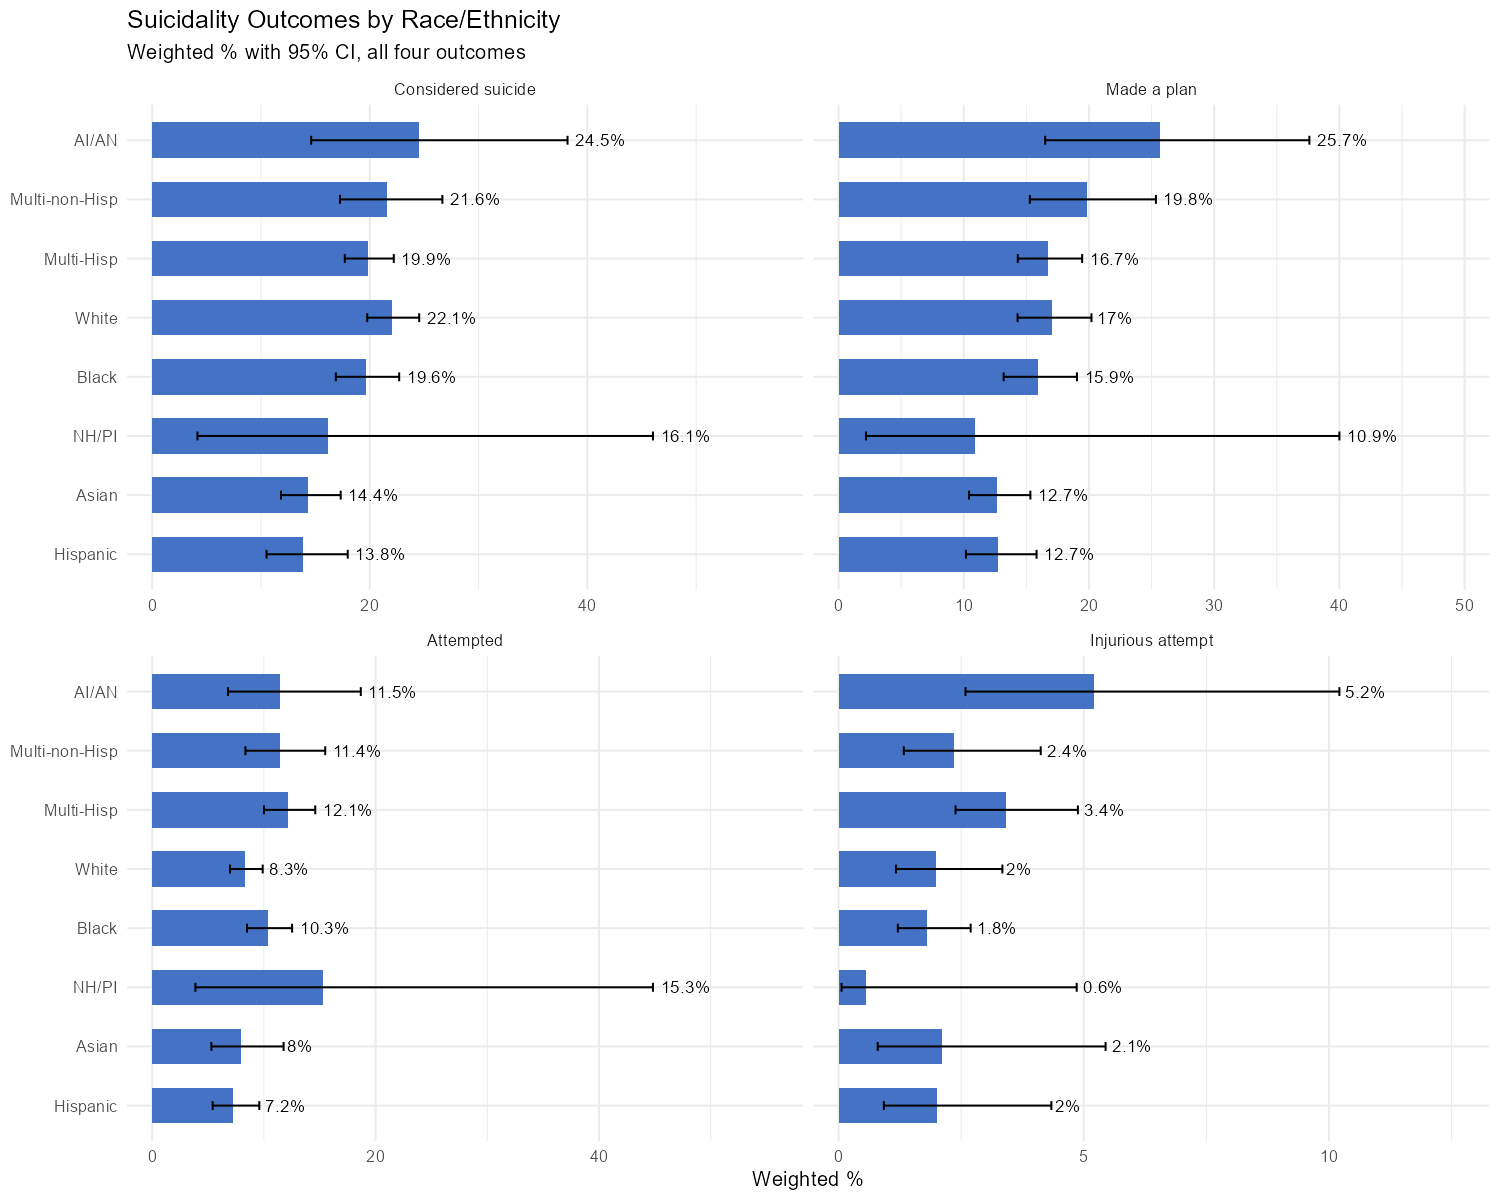 Suicidality Outcomes by Race/Ethnicity
Weighted % with 95% CI, all four outcomes
Considered suicide
Made a plan
AI/AN
24.5%
25.7%
Multi-non-Hisp
21.6%
19.8%
Multi-Hisp
19.9%
16.7%
White
22.1%
17%
Black
19.6%
15.9%
NH/PI
16.1%
10.9%
Asian
14.4%
12.7%
Hispanic
13.8%
12.7%
0 20 40
0 10 20 30 40 50
Attempted
Injurious attempt
AI/AN
11.5%
5.2%
Multi-non-Hisp
11.4%
2.4%
Multi-Hisp
12.1%
3.4%
White
8.3%
2%
Black
10.3%
1.8%
NH/PI
15.3%
0.6%
Asian
8%
2.1%
Hispanic
7.2%
2%
0 20 40
0 5 10
Weighted %